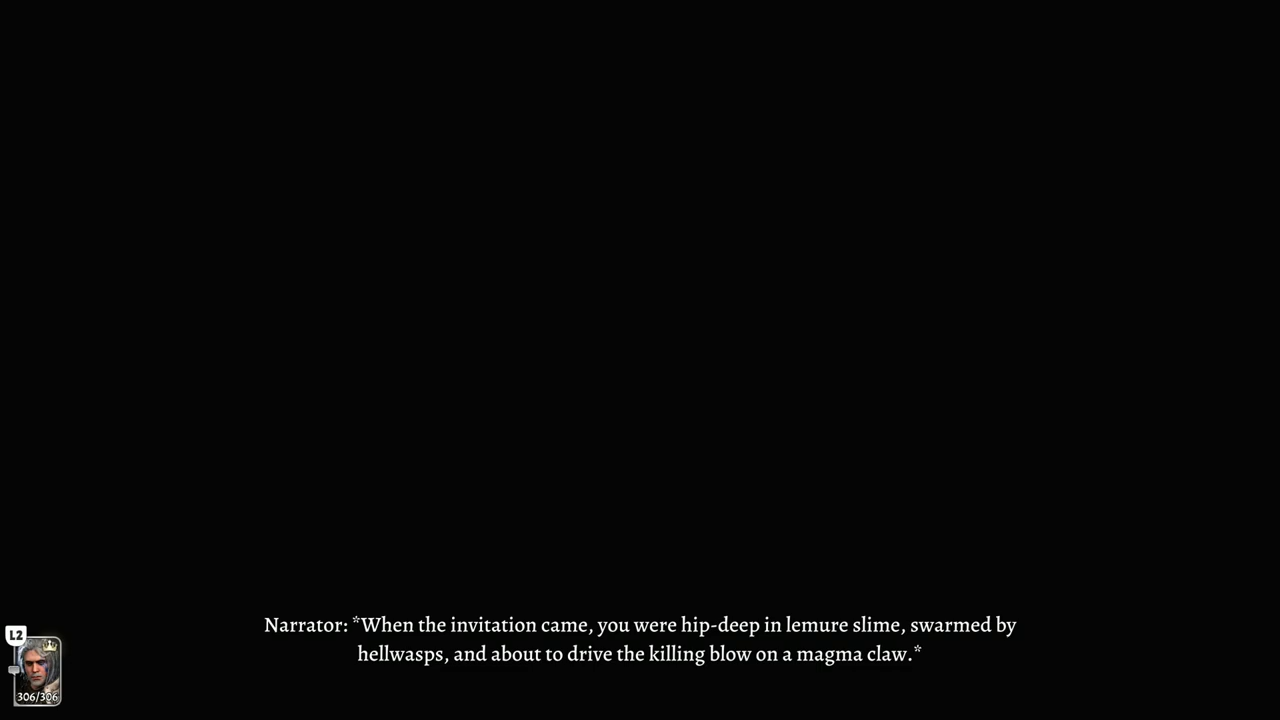 Narrator: *When the invitation came, you were hip-deep in lemure slime, swarmed by
hellwasps, and about to drive the killing blow on a magma claw.*
L2
306/306